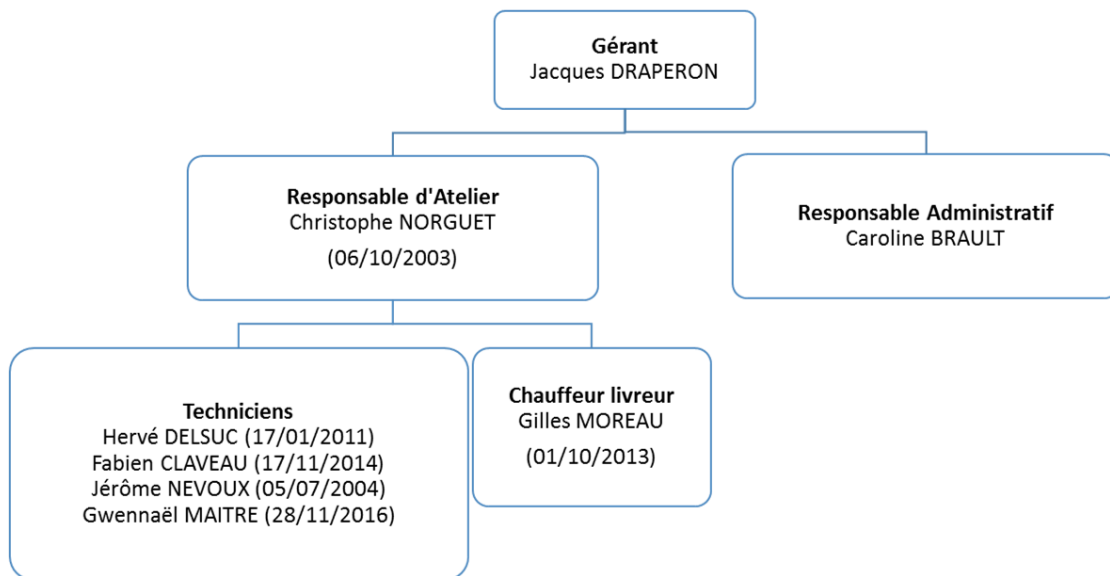 Gérant
Jacques DRAPERON
Responsable d'Atelier
Christophe NORGUET
(06/10/2003)
Responsable Administratif
Caroline BRAULT
Techniciens
Hervé DELSUC (17/01/2011)
Fabien CLAVEAU (17/11/2014)
Jérôme NEVOUX (05/07/2004)
Gwennaël MAITRE (28/11/2016)
Chauffeur livreur
Gilles MOREAU
(01/10/2013)